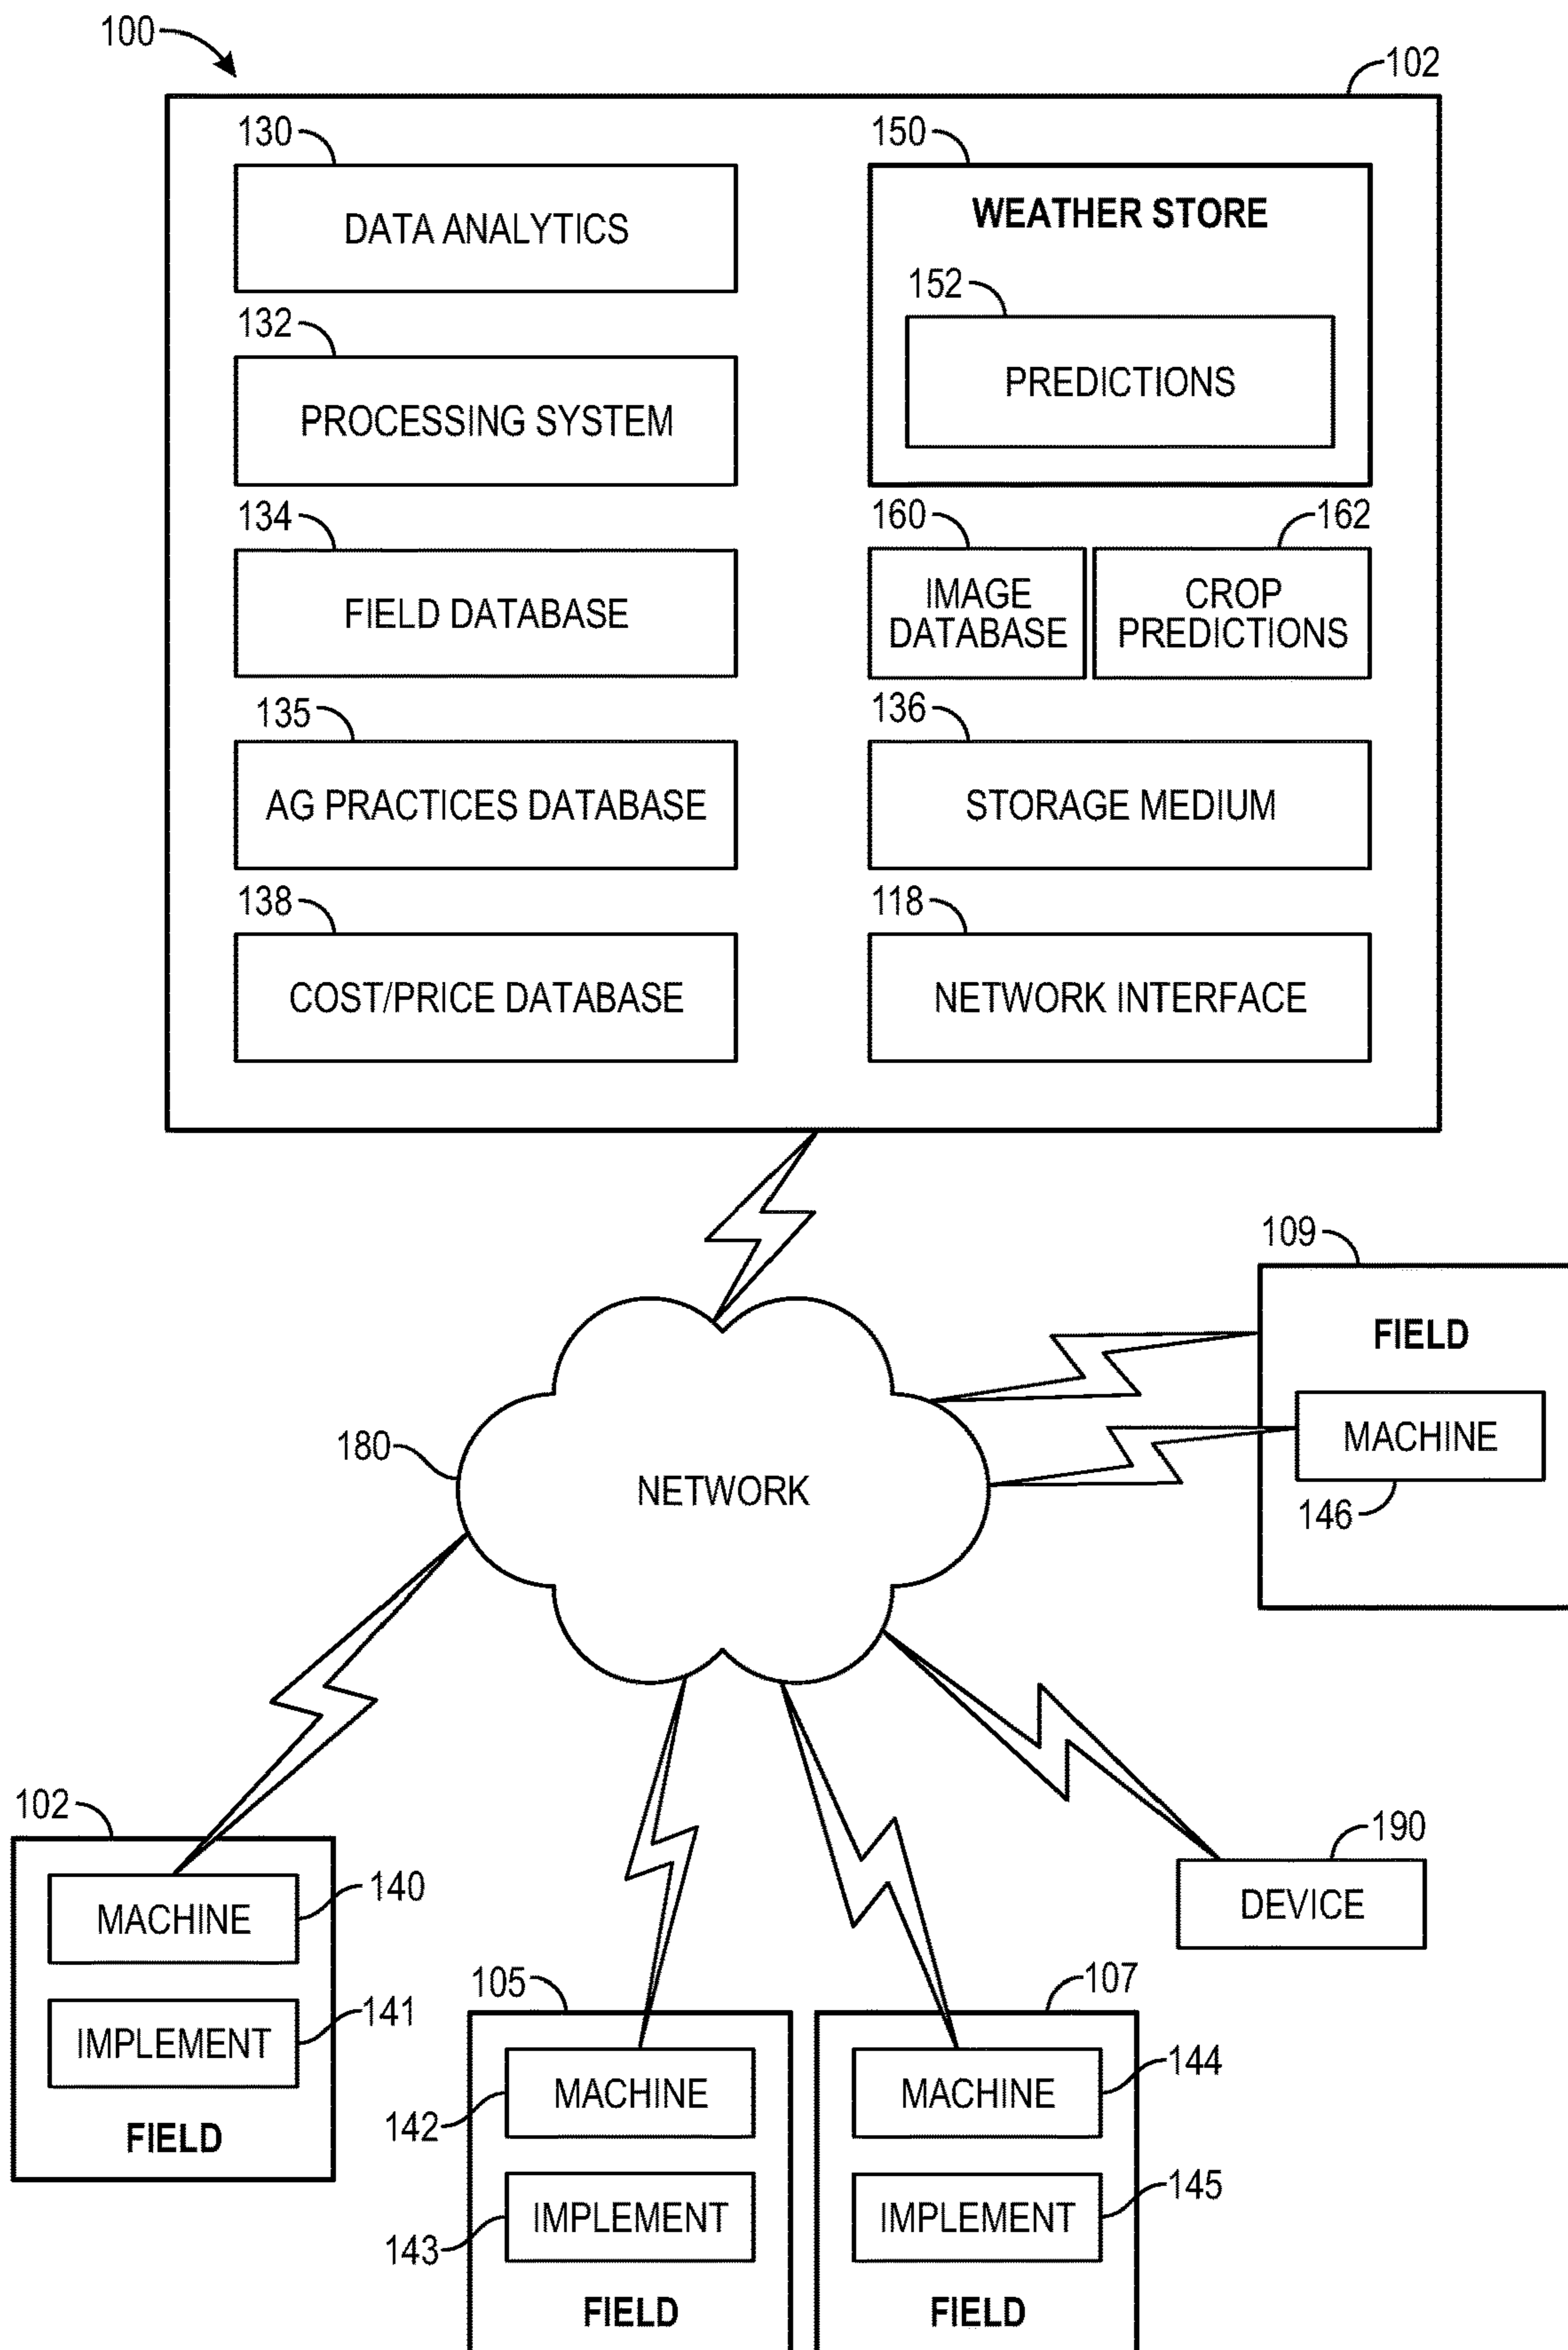 100
102
130
DATA ANALYTICS
150
WEATHER STORE
152
PREDICTIONS
132
PROCESSING SYSTEM
134
FIELD DATABASE
160
IMAGE
DATABASE
162
CROP
PREDICTIONS
135
AG PRACTICES DATABASE
136
STORAGE MEDIUM
138
COST/PRICE DATABASE
118
NETWORK INTERFACE
109
FIELD
MACHINE
146
180
NETWORK
102
MACHINE
140
IMPLEMENT
141
FIELD
190
DEVICE
105
MACHINE
142
IMPLEMENT
143
FIELD
107
MACHINE
144
IMPLEMENT
145
FIELD